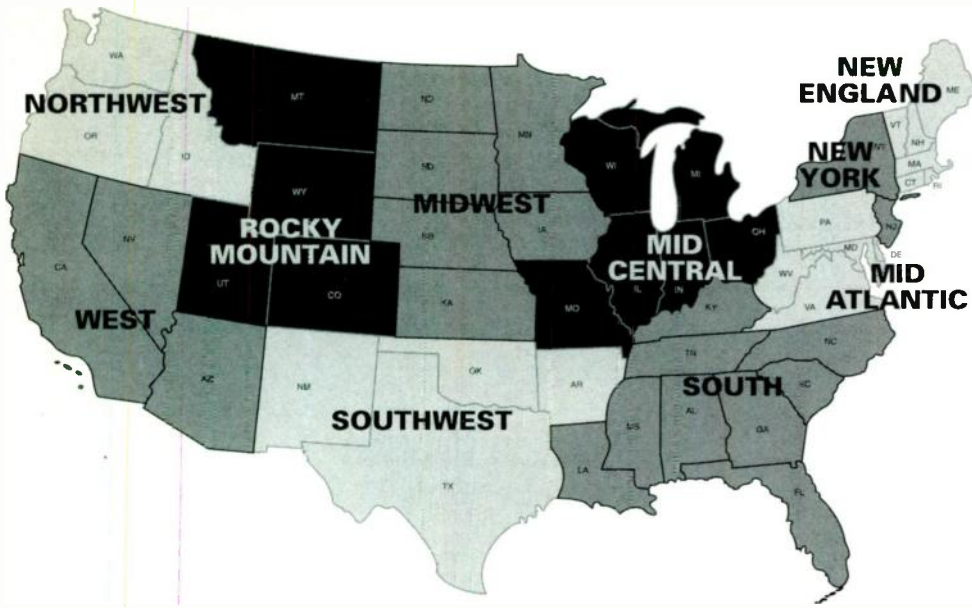 WA
NORTHWEST
OR
ID
MT
WY
ROCKY
MOUNTAIN
NV
CA
WEST
UT
CO
AZ
NM
ND
MN
MIDWEST
IA
KA
OK
AR
SOUTHWEST
TX
WI
MI
MID
CENTRAL
IL
IN
OH
MO
KY
TN
NC
SC
SOUTH
MS
AL
GA
LA
FL
NEW
ENGLAND
ME
VT
NH
MA
CT
RI
NEW
YORK
NY
NJ
PA
MD
DE
WV
VA
MID
ATLANTIC